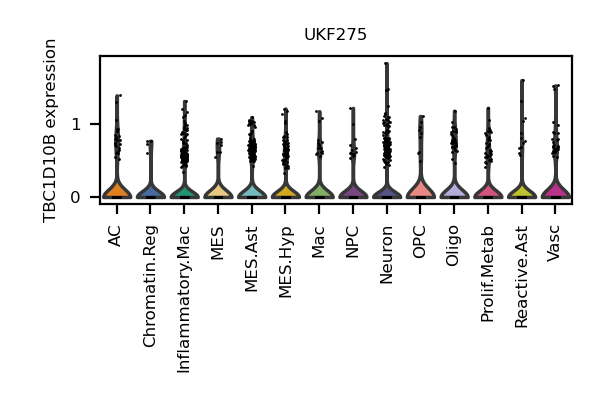 UKF275
TBC1D10B expression
1
0
AC
Chromatin.Reg
Inflammatory.Mac
MES
MES.Ast
MES.Hyp
Mac
NPC
Neuron
OPC
Oligo
Prolif.Metab
Reactive.Ast
Vasc